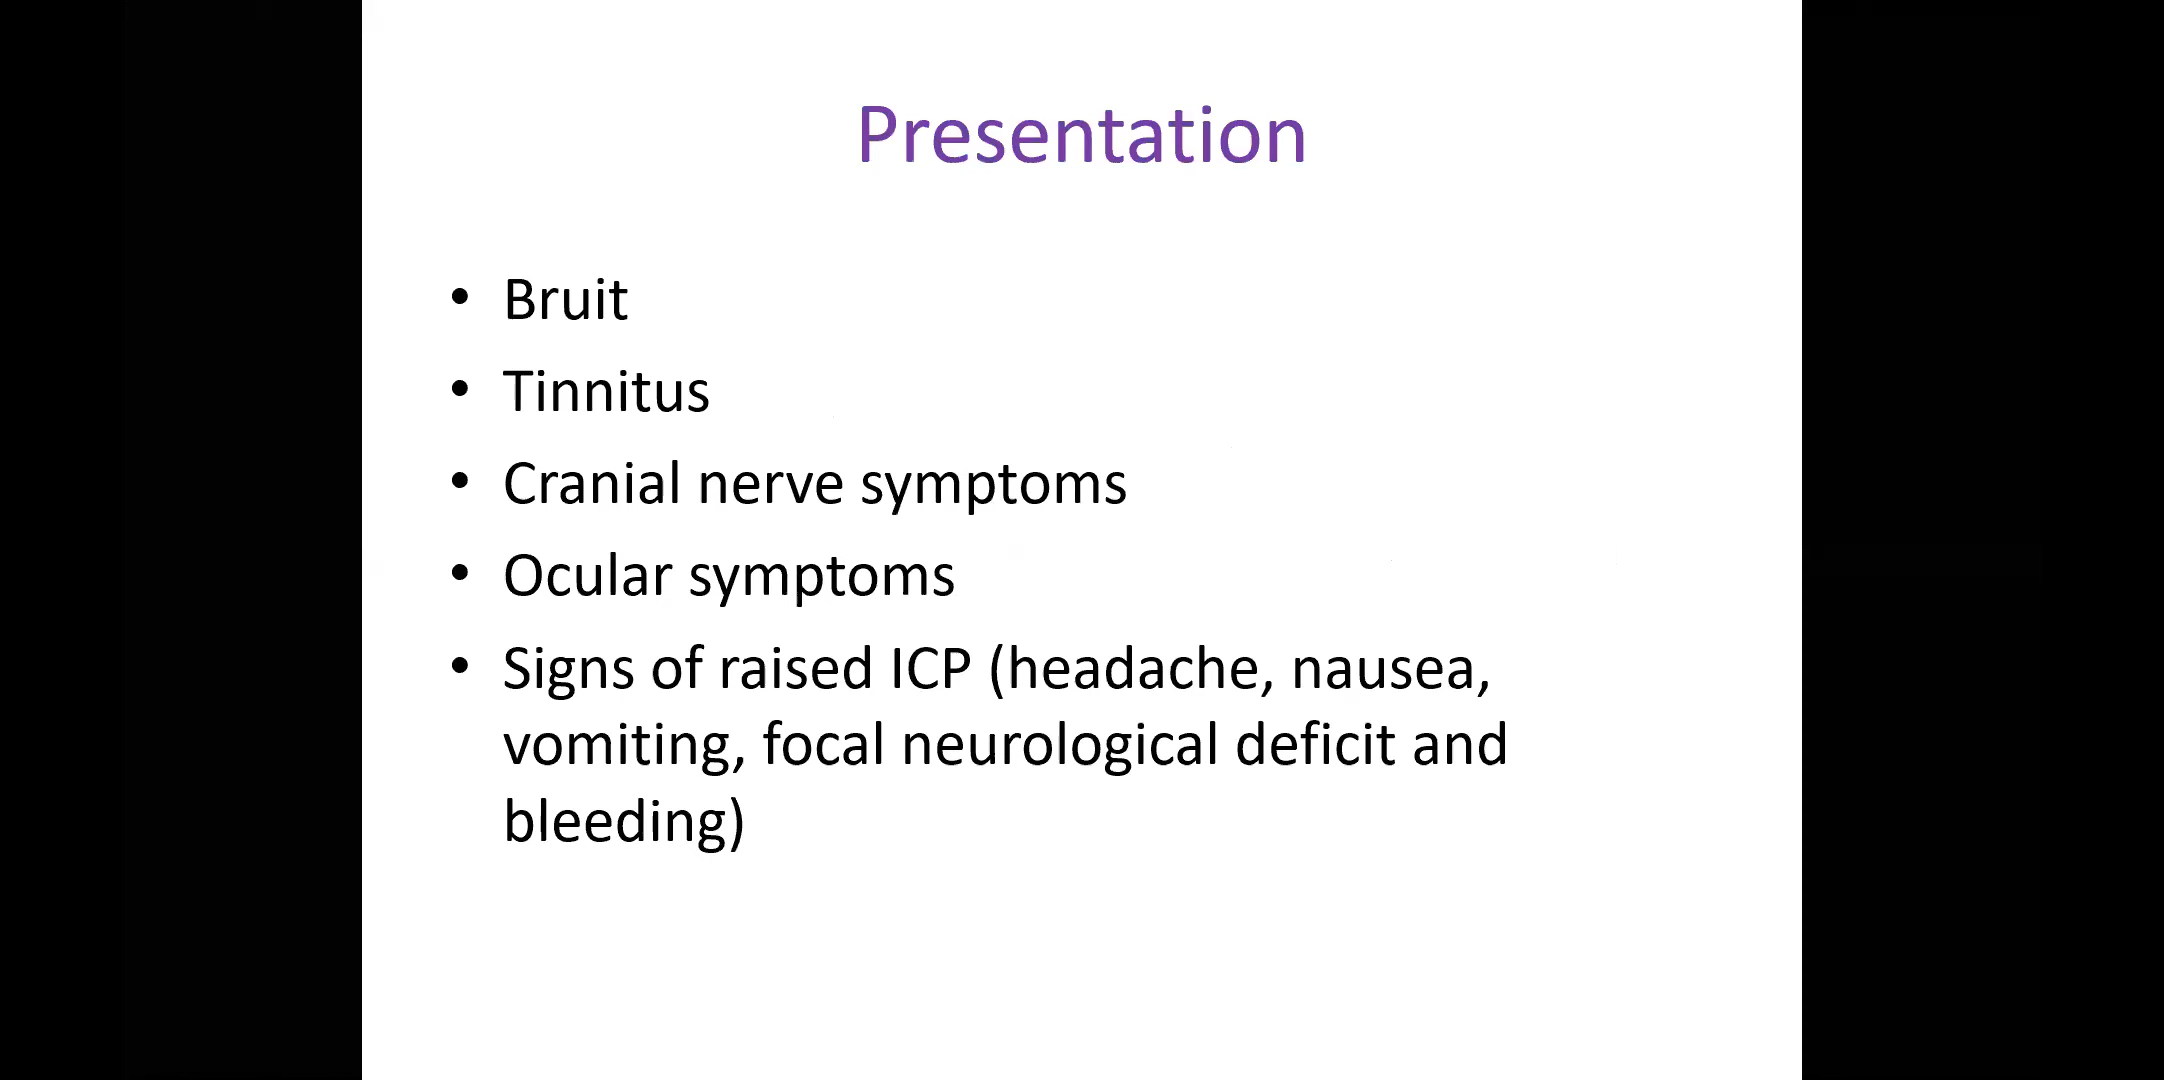 Presentation
• Bruit
• Tinnitus
• Cranial nerve symptoms
• Ocular symptoms
• Signs of raised ICP (headache, nausea,
vomiting, focal neurological deficit and
bleeding)